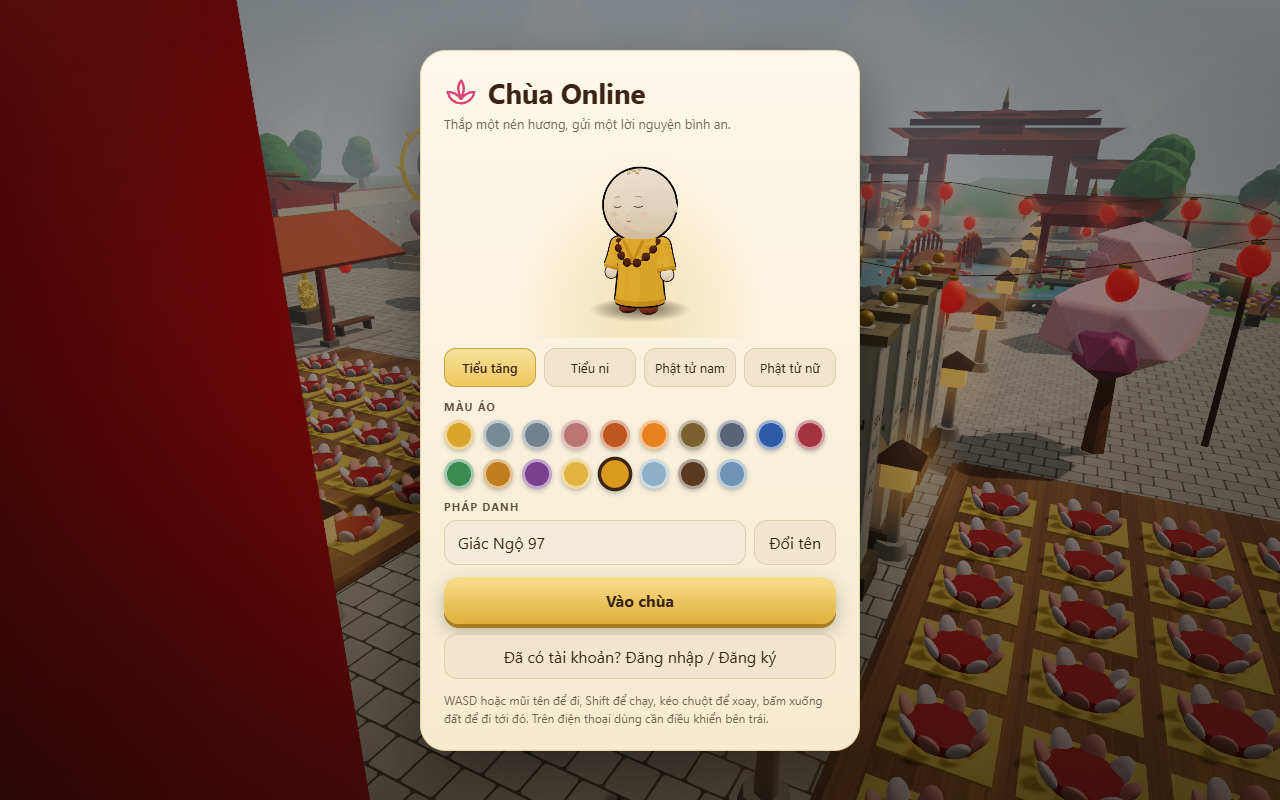 Chùa Online
Thắp một nén hương, gửi một lời nguyện bình an.
Tiểu tăng
Tiểu ni
Phật tử nam
Phật tử nữ
MÀU ÁO
PHÁP DANH
Giác Ngộ 97
Đổi tên
Vào chùa
Đã có tài khoản? Đăng nhập / Đăng ký
WASD hoặc mũi tên để đi, Shift để chạy, kéo chuột để xoay, bấm xuống
đất để đi tới đó. Trên điện thoại dùng cần điều khiển bên trái.